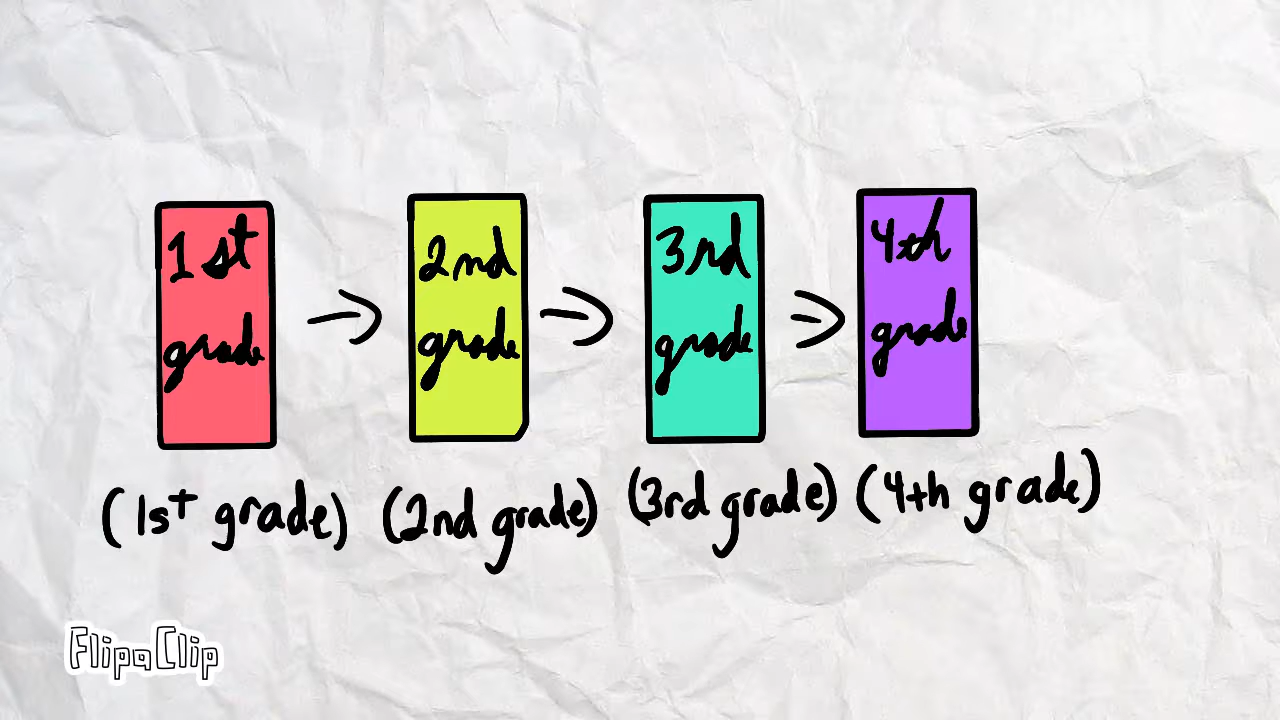 1st
grade
2nd
grade
3rd
grade
4th
grade
(1st grade) (2nd grade) (3rd grade) (4th grade)
FlipaClip